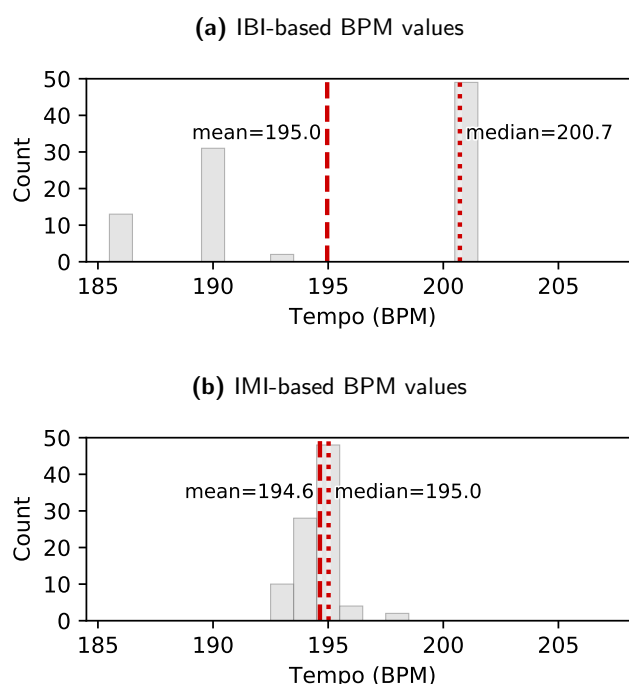 (a) IBI-based BPM values
50
40
30
20
10
0
Count
mean=195.0
median=200.7
185 190 195 200 205
Tempo (BPM)
(b) IMI-based BPM values
50
40
30
20
10
0
Count
mean=194.6
median=195.0
185 190 195 200 205
Tempo (BPM)